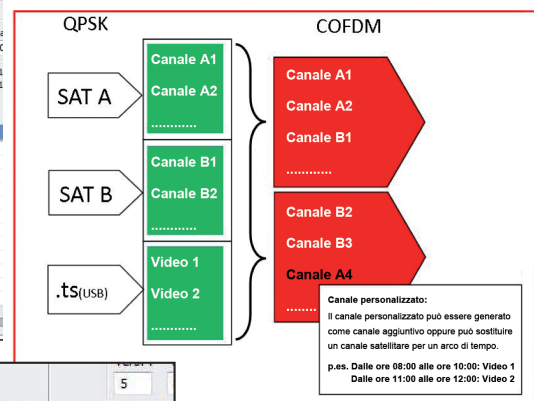 QPSK
COFDM
SAT A
Canale A1
Canale A2
............
SAT B
Canale B1
Canale B2
............
.ts(USB)
Video 1
Video 2
............
Canale A1
Canale A2
Canale B1
............
Canale B2
Canale B3
Canale A4
........
Canale personalizzato:
Il canale personalizzato può essere generato
come canale aggiuntivo oppure può sostituire
un canale satellitare per un arco di tempo.
p.es. Dalle ore 08:00 alle ore 10:00: Video 1
Dalle ore 11:00 alle ore 12:00: Video 2
5